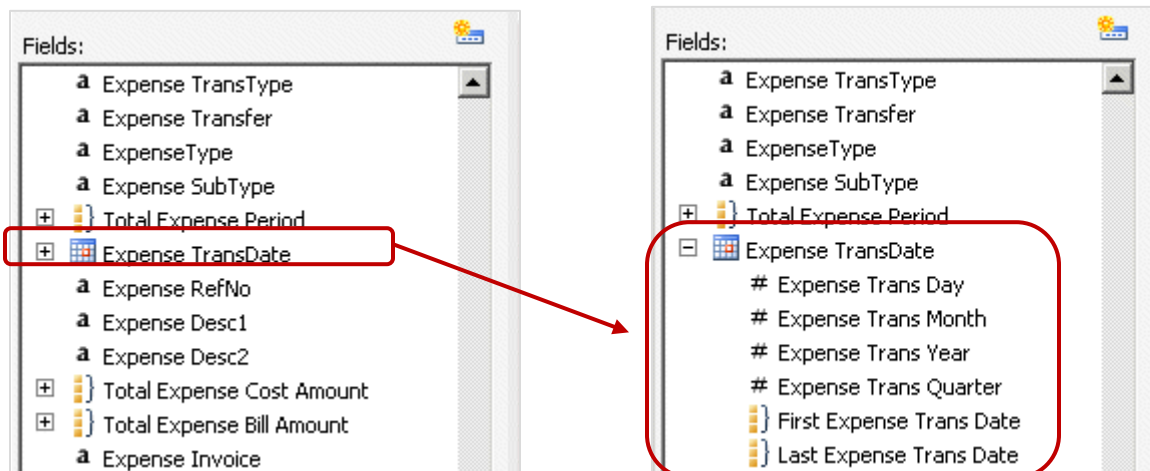 Fields:
a Expense TransType
a Expense Transfer
a ExpenseType
a Expense SubType
Total Expense Period
Expense TransDate
a Expense RefNo
a Expense Desc1
a Expense Desc2
Total Expense Cost Amount
Total Expense Bill Amount
a Expense Invoice
Fields:
a Expense TransType
a Expense Transfer
a ExpenseType
a Expense SubType
Total Expense Period
Expense TransDate
# Expense Trans Day
# Expense Trans Month
# Expense Trans Year
# Expense Trans Quarter
First Expense Trans Date
Last Expense Trans Date